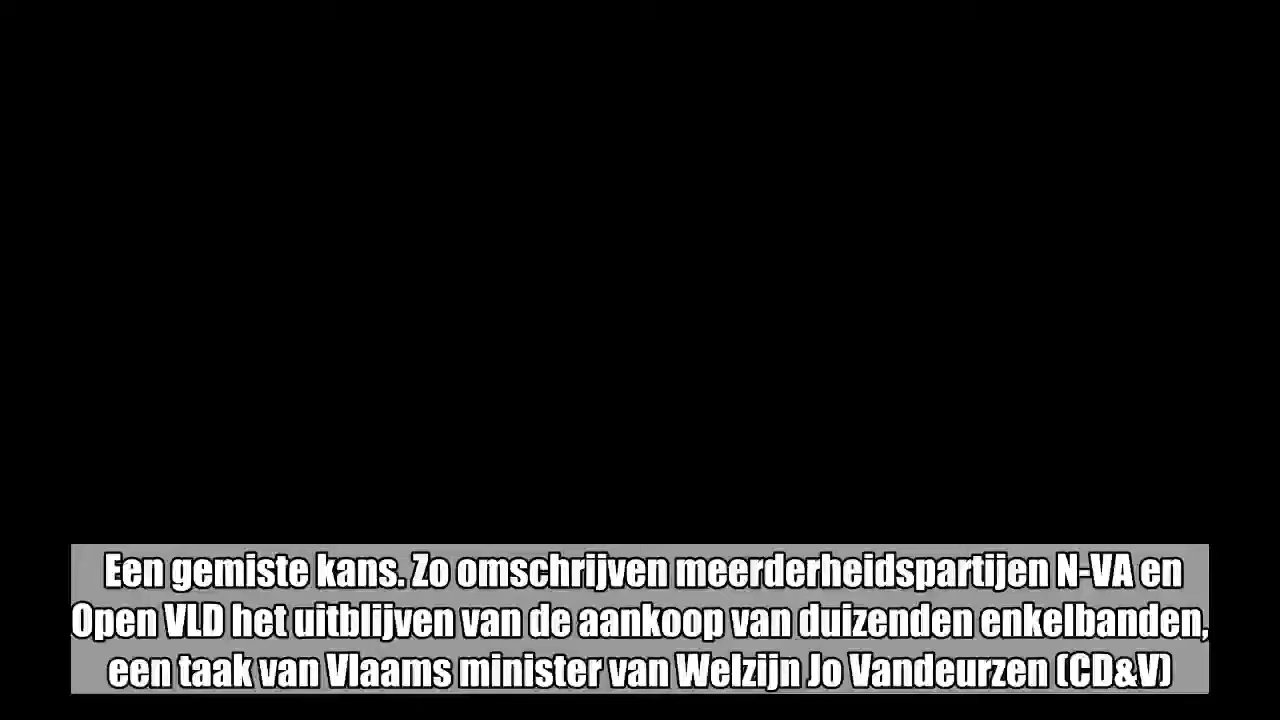 Een gemiste kans. Zo omschrijven meerderheidspartijen N-VA en
Open VLD het uitblijven van de aankoop van duizenden enkelbanden,
een taak van Vlaams minister van Welzijn Jo Vandeurzen (CD&V)